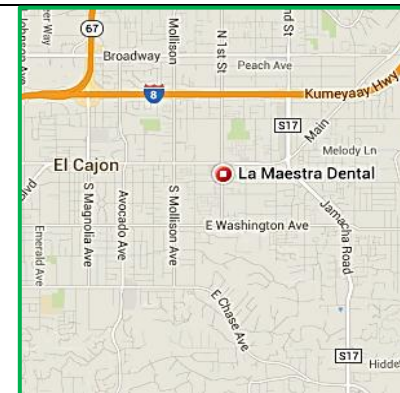 Johnson Ave
eer Way
67
Mollison
N 1st St
nd St
Broadway
Peach Ave
8
Kumeyaay Hwy
S17
Main
Melody Ln
El Cajon
La Maestra Dental
lvd
S Magnolia Ave
Avocado Ave
S Mollison Ave
Jamacha Road
E Washington Ave
Emerald Ave
E Chase Ave
S17
Hidde